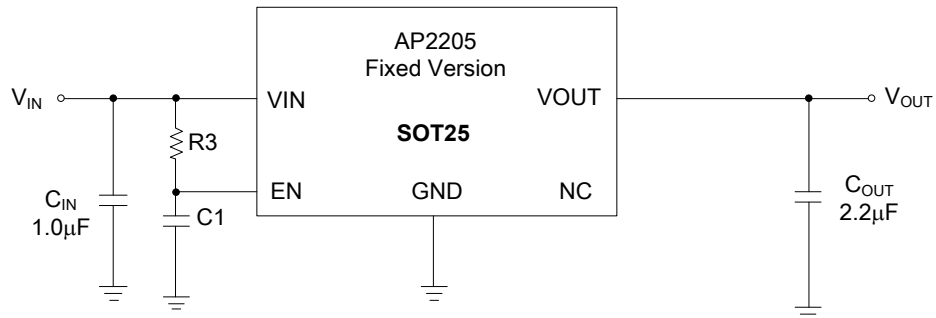 AP2205
Fixed Version
V_IN
VIN
VOUT
V_OUT
R3
SOT25
EN
GND
NC
C_IN
1.0μF
C1
C_OUT
2.2μF